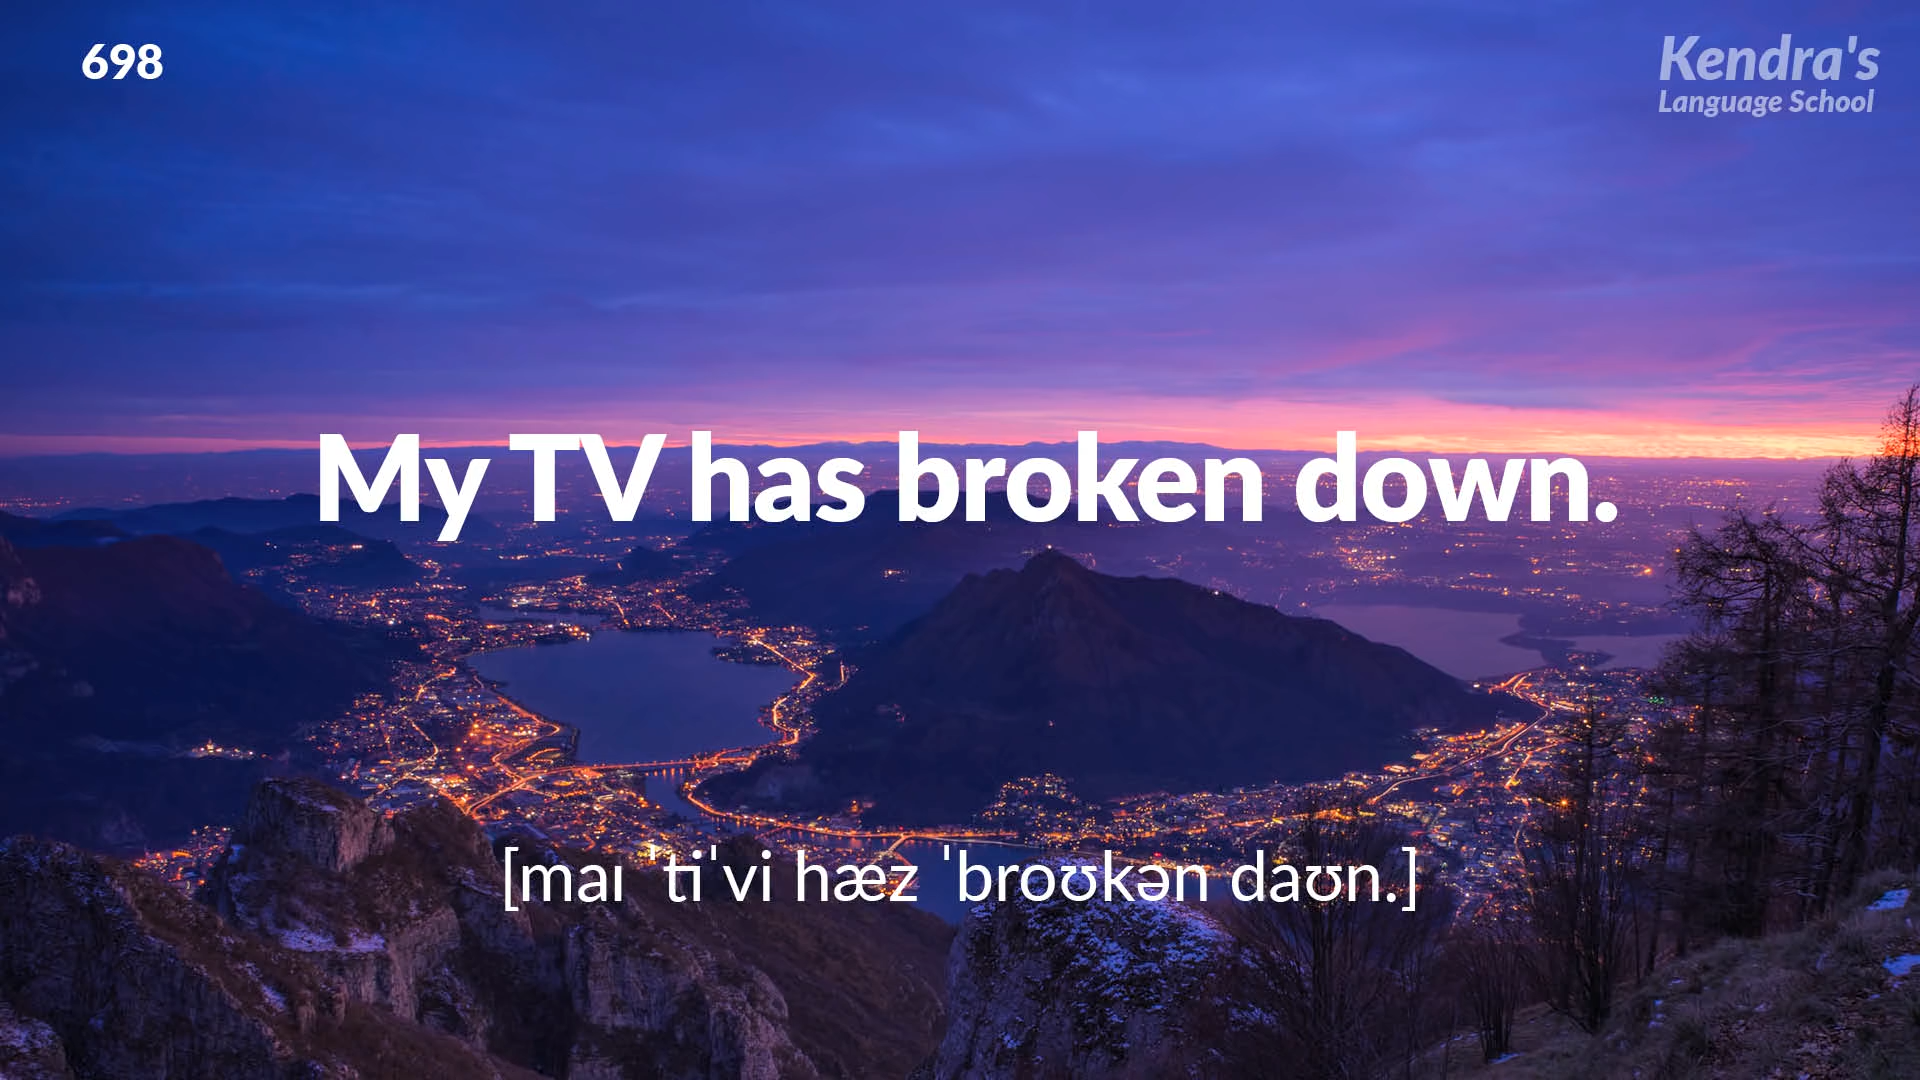 698
Kendra's
Language School
My TV has broken down.
[maɪ ˈtiˈvi hæz ˈbroʊkən daʊn.]